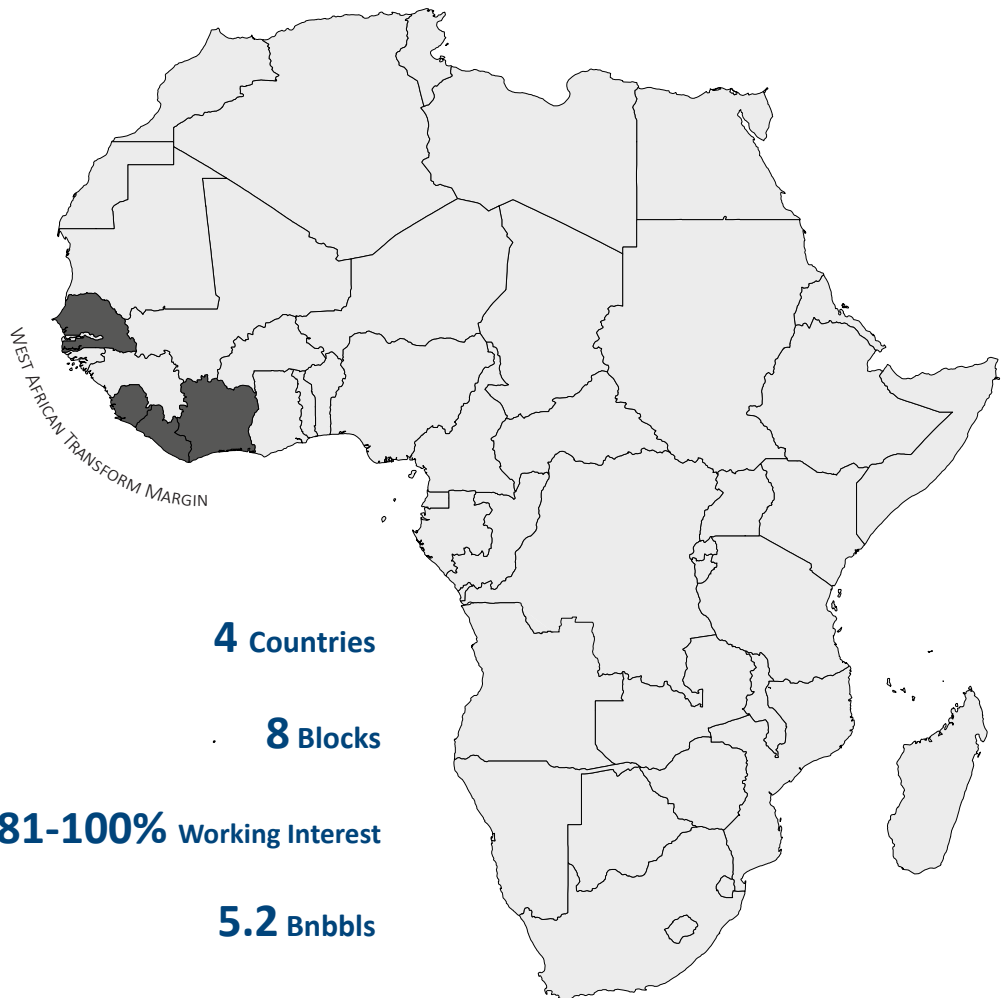 WEST AFRICAN TRANSFORM MARGIN
4 Countries
8 Blocks
81-100% Working Interest
5.2 Bnbbls